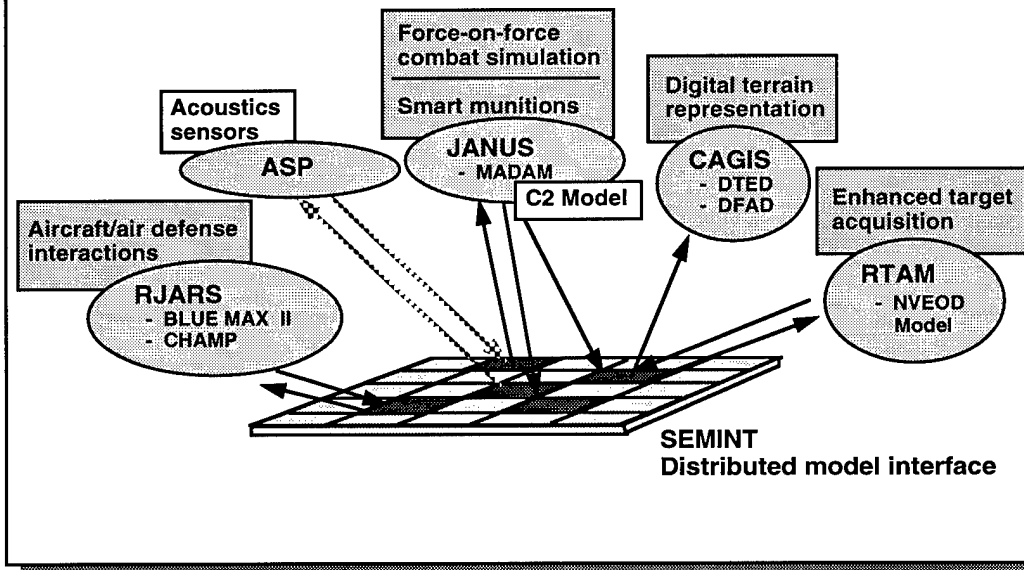 Force-on-force
combat simulation
Smart munitions
JANUS
- MADAM
C2 Model
Acoustics
sensors
ASP
Digital terrain
representation
CAGIS
- DTED
- DFAD
Enhanced target
acquisition
RTAM
- NVEOD
Model
Aircraft/air defense
interactions
RJARS
- BLUE MAX II
- CHAMP
SEMINT
Distributed model interface